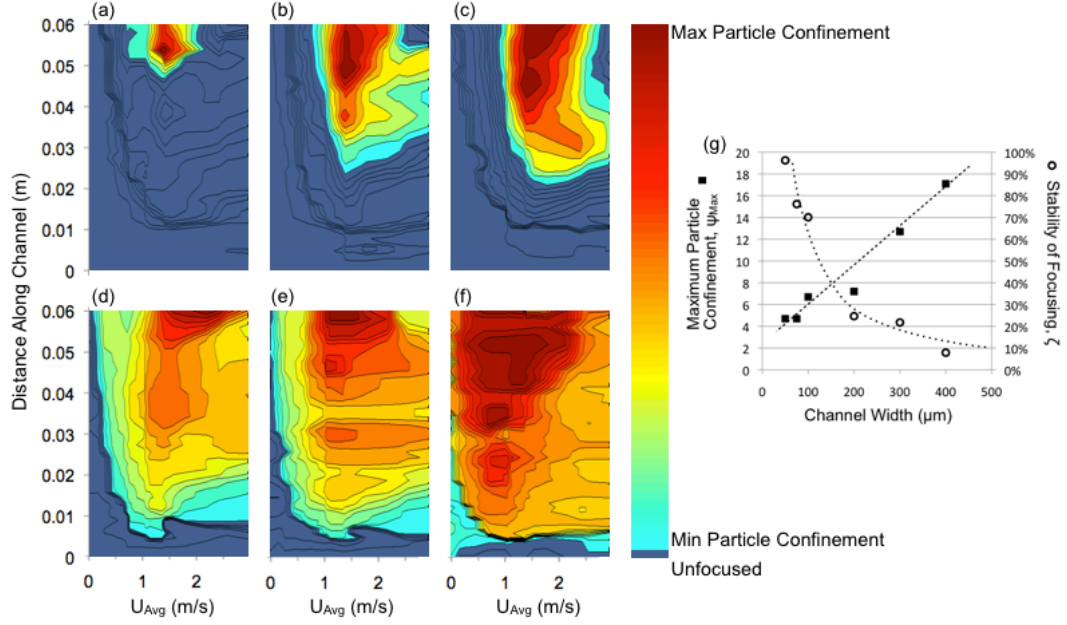 (a) (b) (c)
0.06
0.05
0.04
0.03
0.02
0.01
0
(d) (e) (f)
0.06
0.05
0.04
0.03
0.02
0.01
0
0 1 2 0 1 2 0 1 2
U_Avg (m/s) U_Avg (m/s) U_Avg (m/s)
Distance Along Channel (m)
Max Particle Confinement
Min Particle Confinement
Unfocused
(g)
20
18
16
14
12
10
8
6
4
2
0
Maximum Particle
Confinement, ψ_Max
100%
90%
80%
70%
60%
50%
40%
30%
20%
10%
0%
Stability of Focusing, ζ
0 100 200 300 400 500
Channel Width (μm)